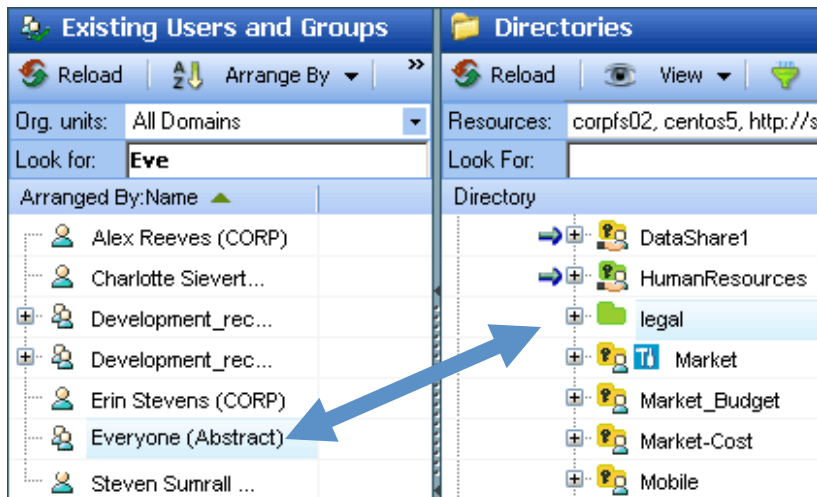 Existing Users and Groups
Reload
Arrange By
»
Org. units: All Domains
Look for: Eve
Arranged By:Name
Alex Reeves (CORP)
Charlotte Sievert...
Development_rec...
Development_rec...
Erin Stevens (CORP)
Everyone (Abstract)
Steven Sumrall ...
Directories
Reload
View
Resources: corpfs02, centos5, http://s
Look For:
Directory
DataShare1
HumanResources
legal
Market
Market_Budget
Market-Cost
Mobile